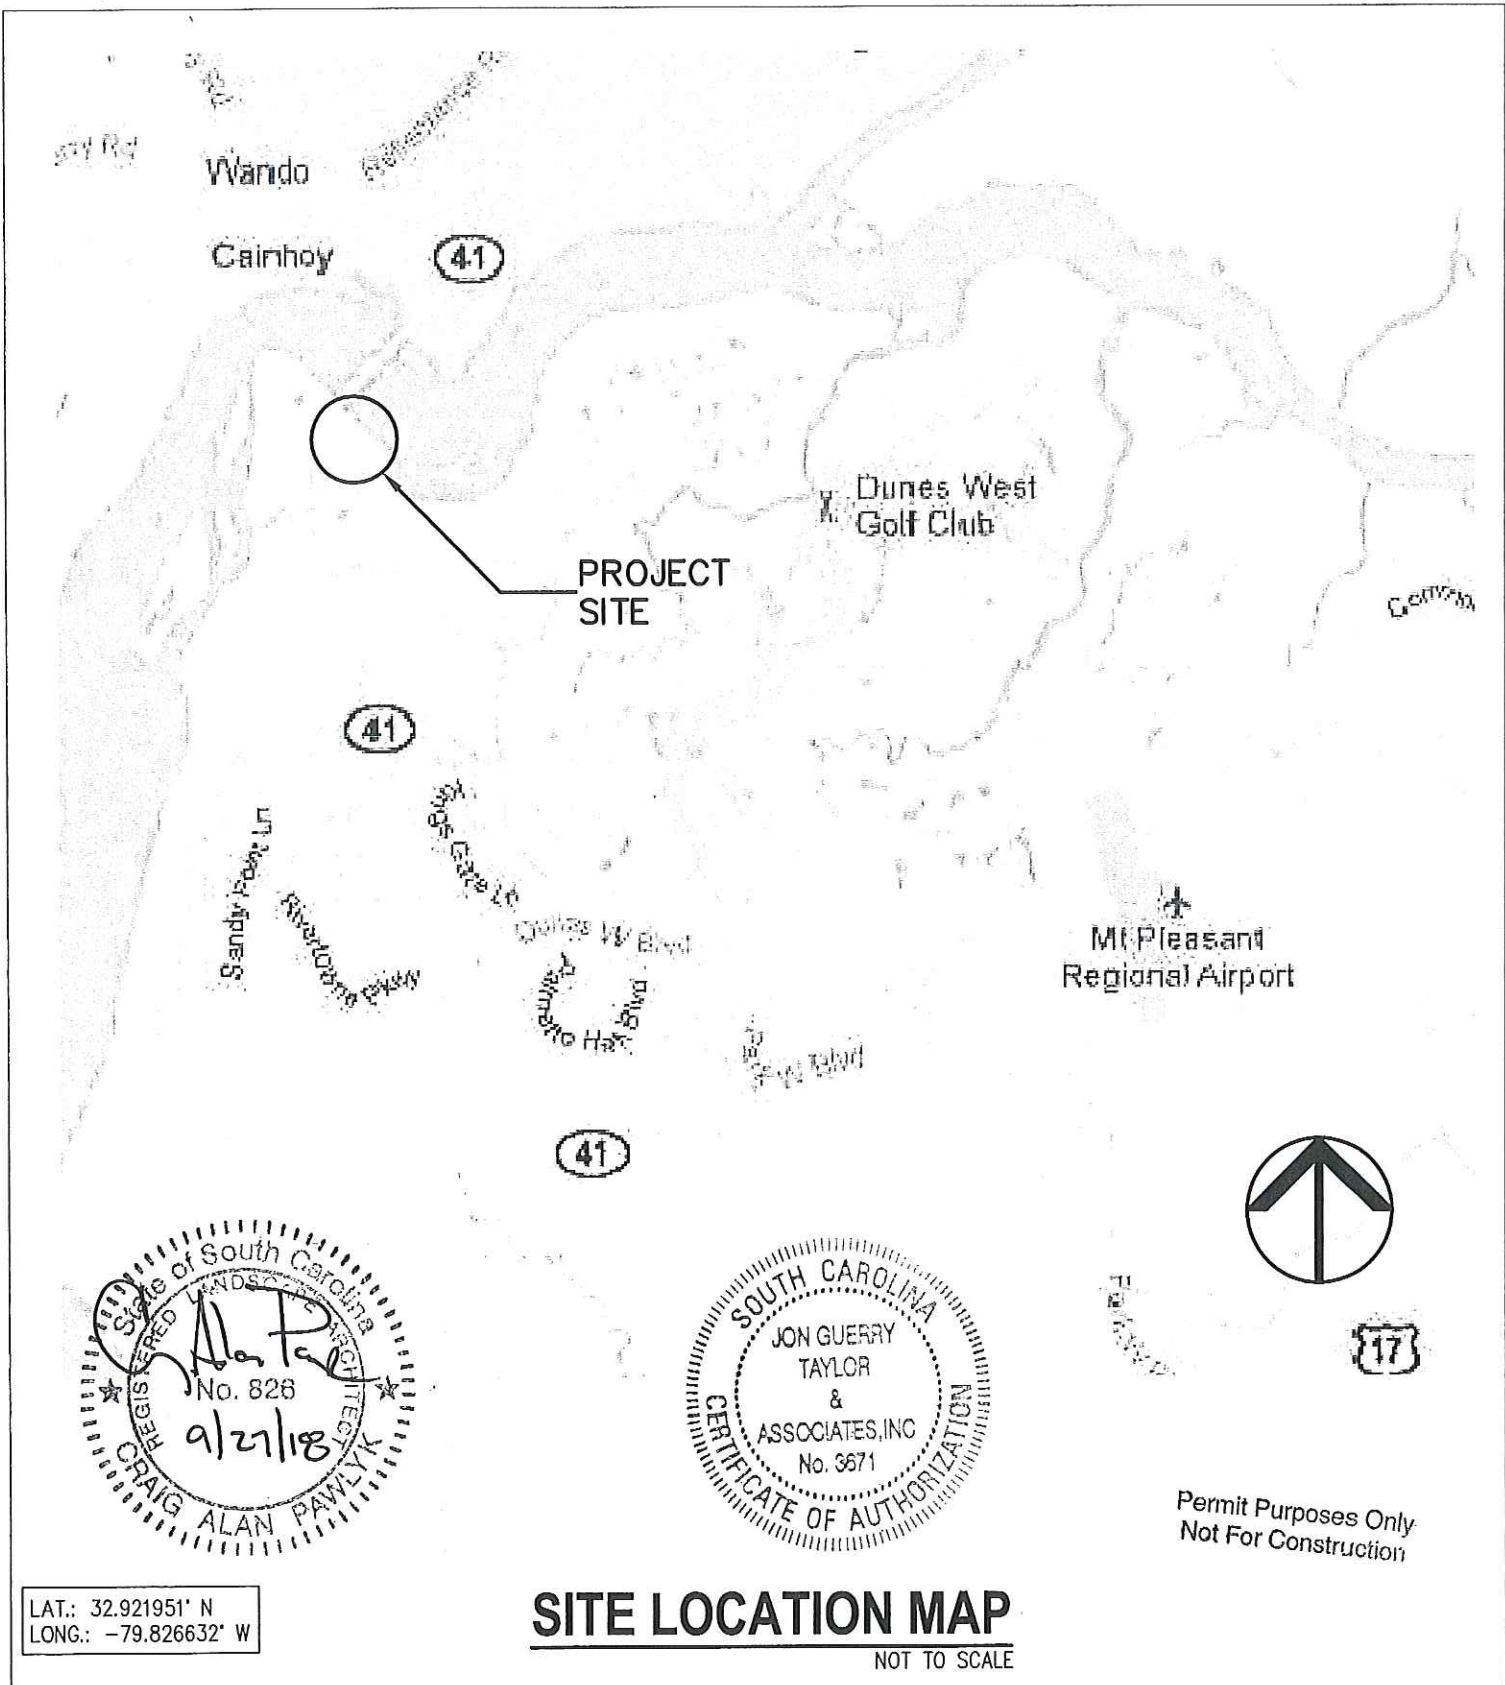 Wando
Cainhoy
41
Dunes West
Golf Club
PROJECT
SITE
41
Kings Gate Ln
Sandy Point Ln
Rivertowne Pkwy
Dunes W Blvd
Palmetto Hall Blvd
Park W Blvd
Mt Pleasant
Regional Airport
41
17
State of South Carolina
REGISTERED LANDSCAPE ARCHITECT
No. 826
9/27/18
CRAIG ALAN PAWLYK
SOUTH CAROLINA
JON GUERRY
TAYLOR
&
ASSOCIATES,INC
No. 3671
CERTIFICATE OF AUTHORIZATION
Permit Purposes Only
Not For Construction
LAT.: 32.921951° N
LONG.: -79.826632° W
SITE LOCATION MAP
NOT TO SCALE